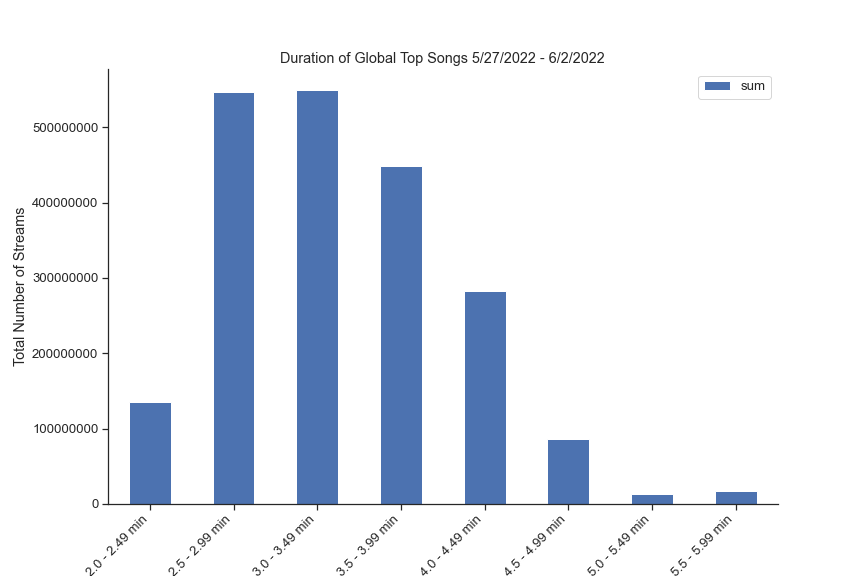 Duration of Global Top Songs 5/27/2022 - 6/2/2022
sum
Total Number of Streams
500000000
400000000
300000000
200000000
100000000
0
2.0 - 2.49 min
2.5 - 2.99 min
3.0 - 3.49 min
3.5 - 3.99 min
4.0 - 4.49 min
4.5 - 4.99 min
5.0 - 5.49 min
5.5 - 5.99 min